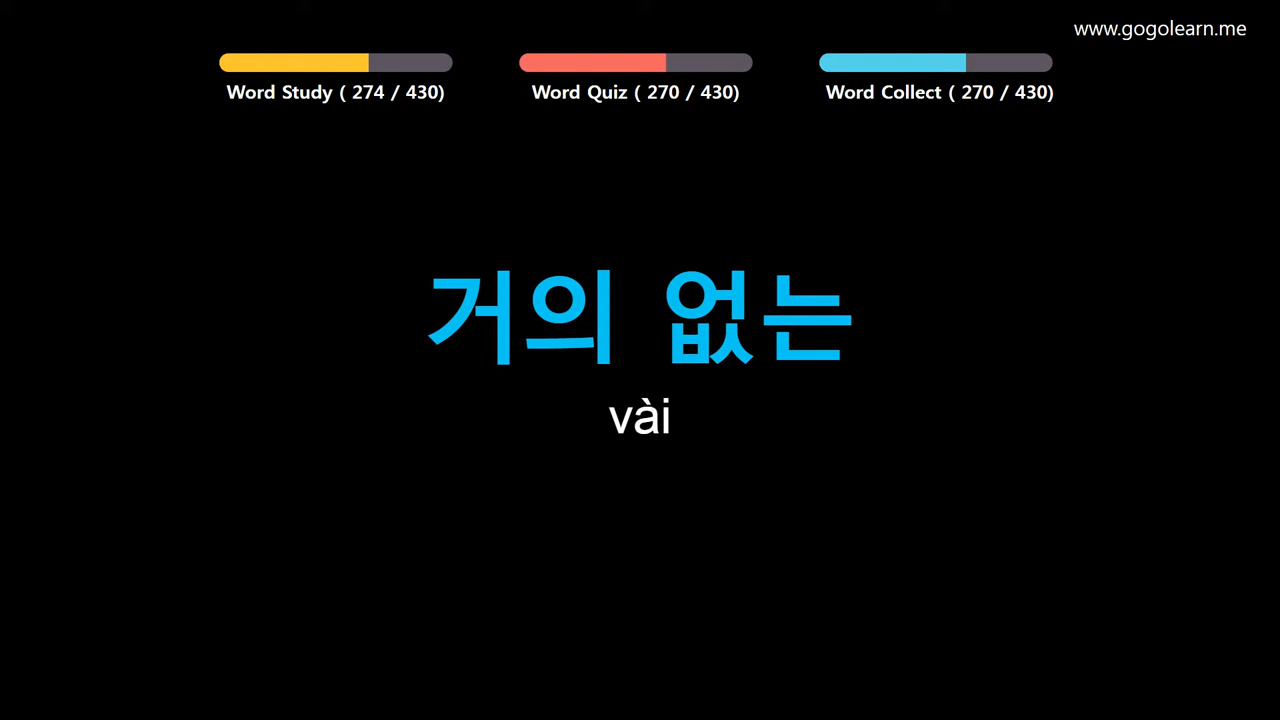 www.gogolearn.me
Word Study ( 274 / 430)
Word Quiz ( 270 / 430)
Word Collect ( 270 / 430)
거의 없는
vài